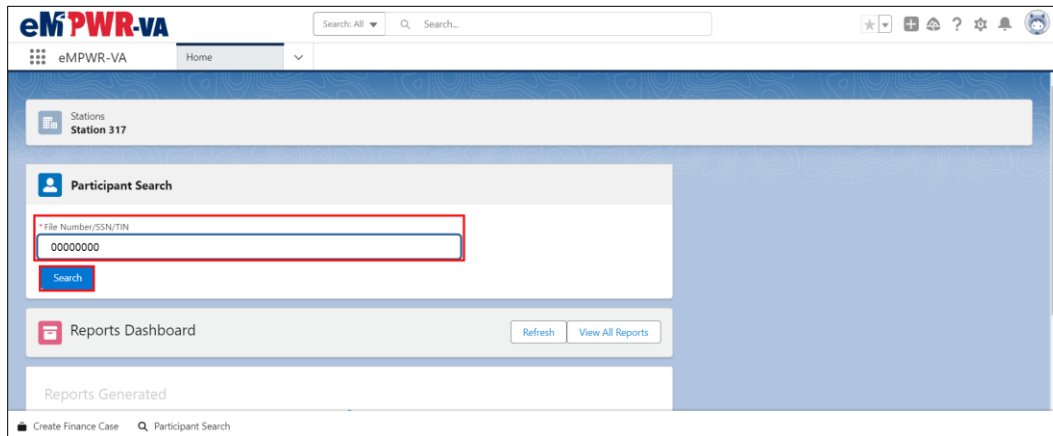 eMPWR-VA
Search: All
Search...
eMPWR-VA
Home
Stations
Station 317
Participant Search
*File Number/SSN/TIN
00000000
Search
Reports Dashboard
Refresh
View All Reports
Reports Generated
Create Finance Case
Participant Search